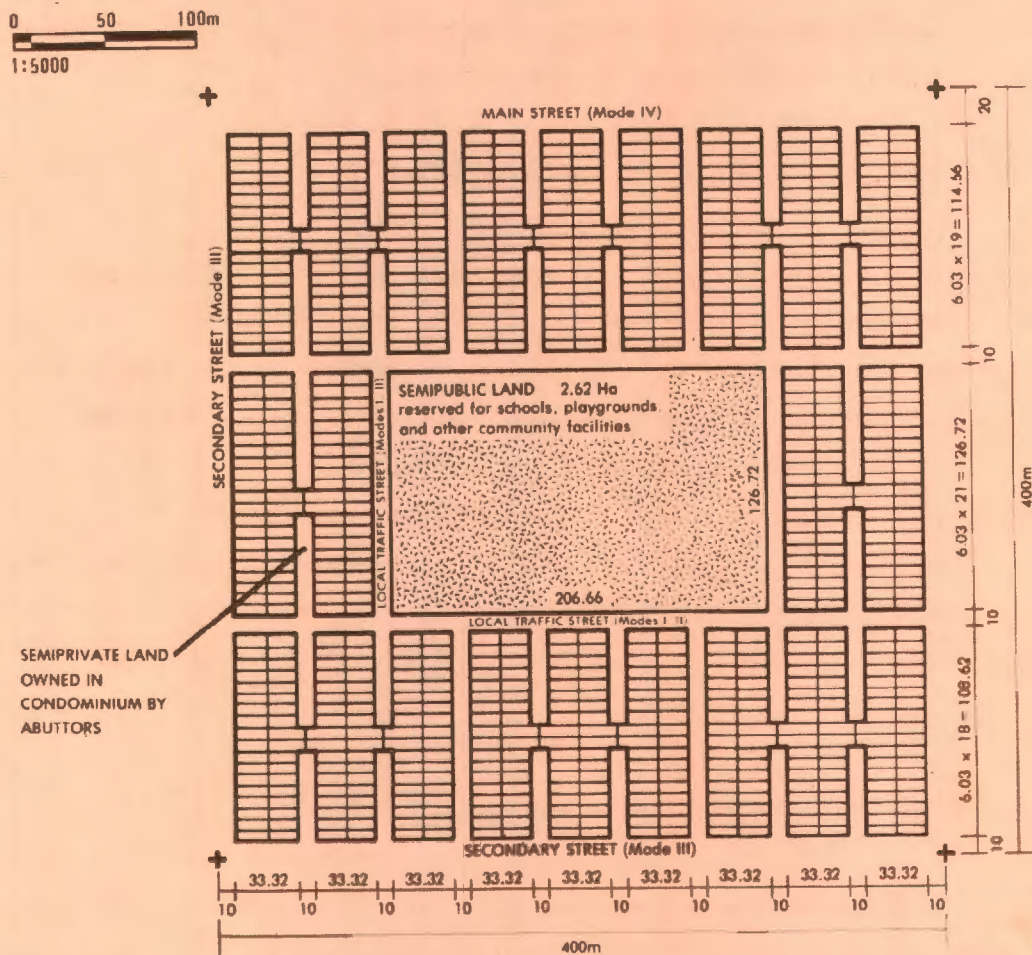 0 50 100m
1:5000
MAIN STREET (Mode IV)
20
6.03 x 19 = 114.56
SECONDARY STREET (Mode III)
10
SEMIPUBLIC LAND 2.62 Ha
reserved for schools, playgrounds
and other community facilities
LOCAL TRAFFIC STREET (Modes I II)
126.72
6.03 x 21 = 126.72
400m
206.66
LOCAL TRAFFIC STREET (Modes I II)
10
SEMIPRIVATE LAND
OWNED IN
CONDOMINIUM BY
ABUTTORS
6.03 x 18 = 108.62
SECONDARY STREET (Mode III)
10
33.32 33.32 33.32 33.32 33.32 33.32 33.32 33.32 33.32
10 10 10 10 10 10 10 10 10 10
400m